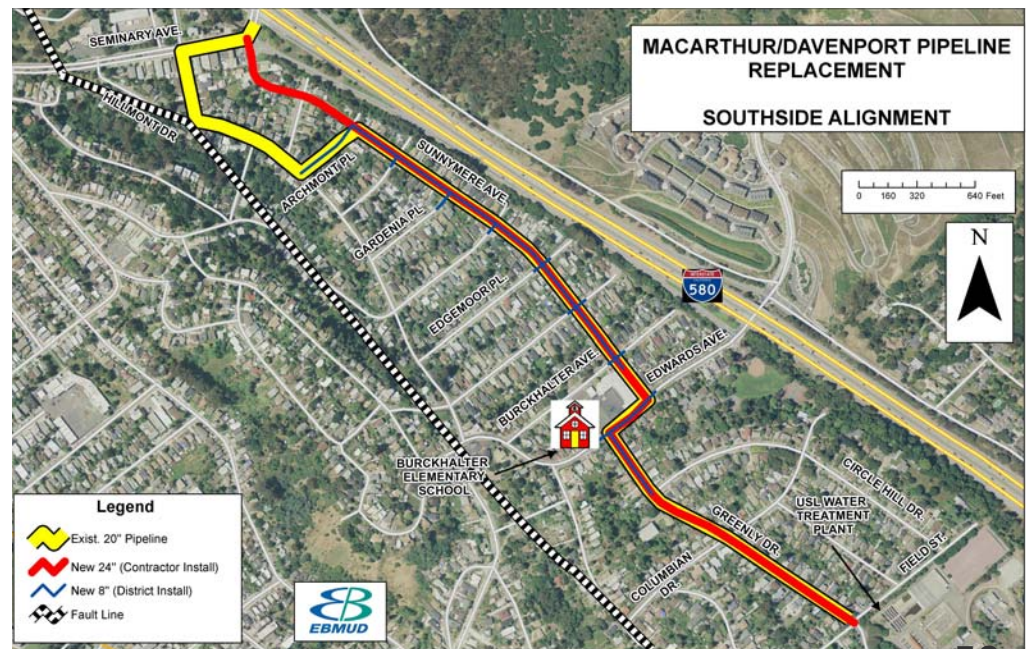 MACARTHUR/DAVENPORT PIPELINE
REPLACEMENT
SOUTHSIDE ALIGNMENT
SEMINARY AVE.
HILLMONT DR
ARCHMONT PL
SUNNYMERE AVE.
GARDENIA PL.
EDGEMOOR PL.
0 160 320 640 Feet
N
INTERSTATE
580
BURCKHALTER AVE.
EDWARDS AVE.
BURCKHALTER
ELEMENTARY
SCHOOL
CIRCLE HILL DR.
USL WATER
TREATMENT
PLANT
GREENLY DR.
FIELD ST.
COLUMBIAN
DR.
Legend
Exist. 20" Pipeline
New 24" (Contractor Install)
New 8" (District Install)
Fault Line
EBMUD